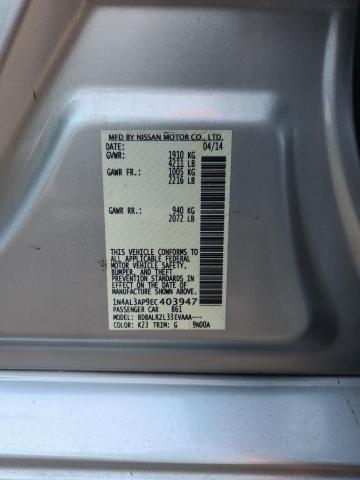 MFD BY NISSAN MOTOR CO., LTD.
DATE: 04/14
GVWR: 1910 KG
4211 LB
GAWR FR.: 1005 KG
2216 LB
GAWR RR.: 940 KG
2072 LB
THIS VEHICLE CONFORMS TO ALL
APPLICABLE FEDERAL MOTOR
VEHICLE SAFETY, BUMPER, AND
THEFT PREVENTION STANDARDS
IN EFFECT ON THE DATE OF
MANUFACTURE SHOWN ABOVE.
1N4AL3AP9EC403947
PASSENGER CAR 861
MODEL: BDBALRZL33EVAAA---
COLOR: K23 TRIM: G 9N00A